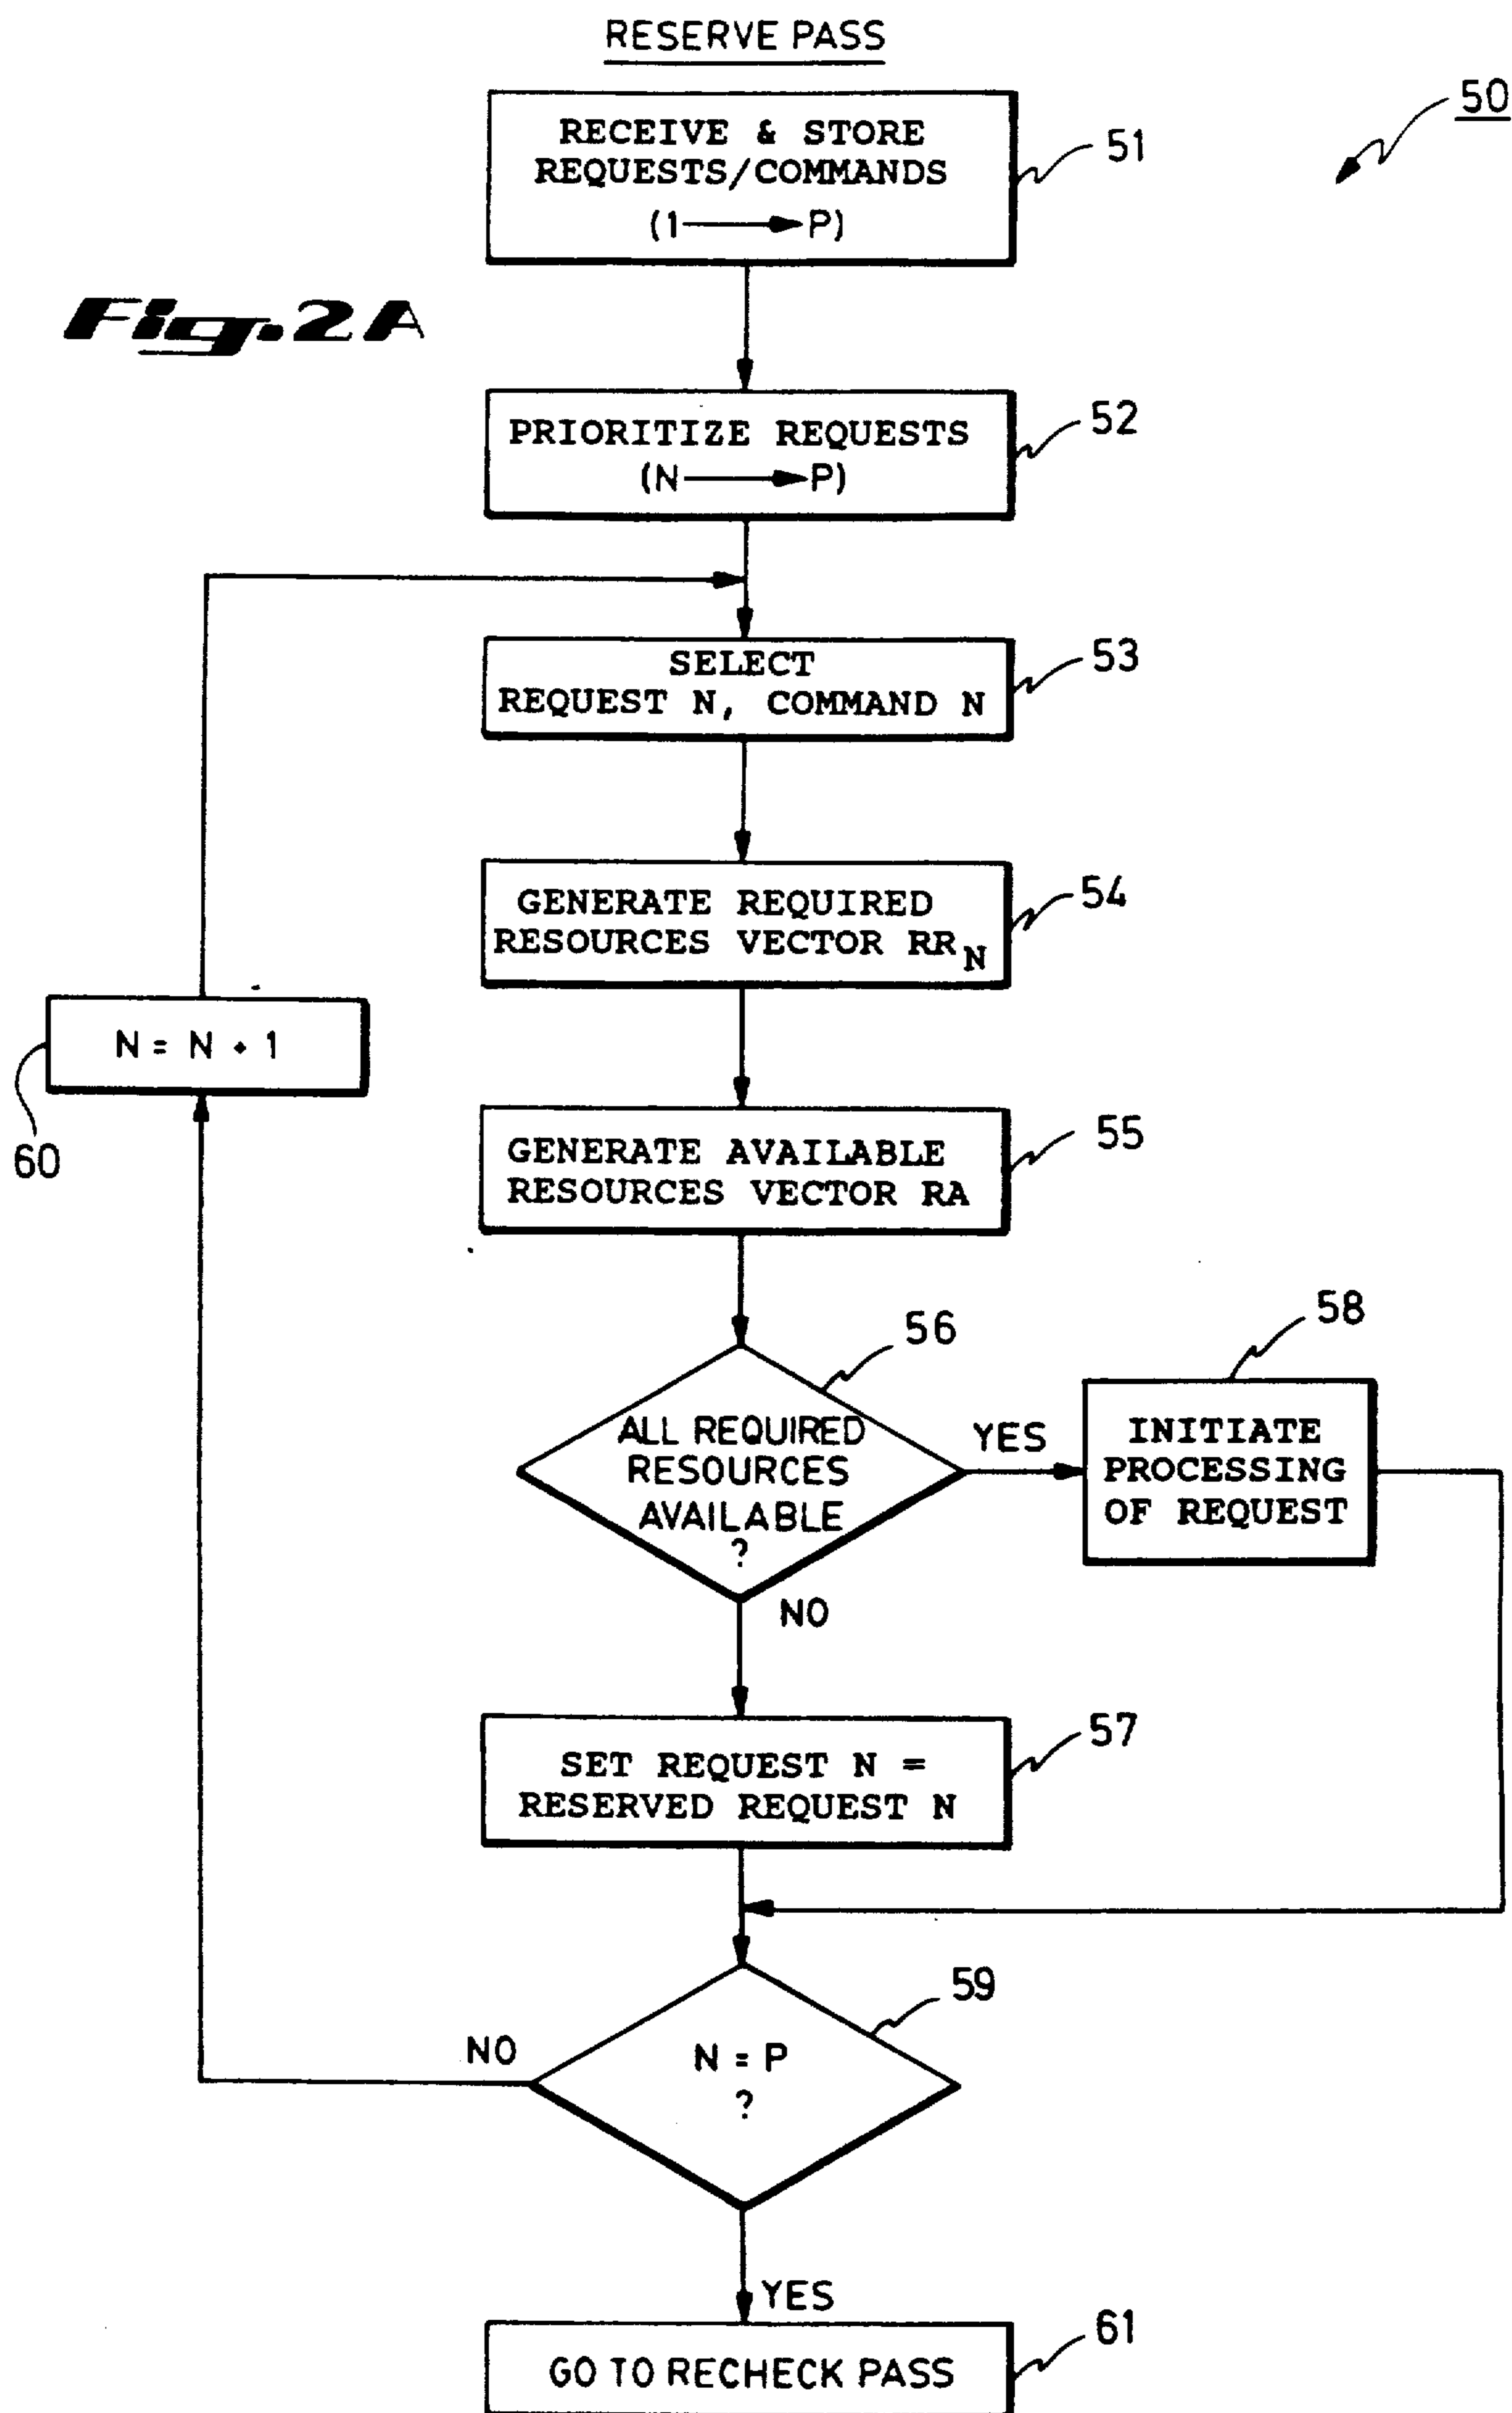 RESERVE PASS
50
RECEIVE & STORE
REQUESTS/COMMANDS
(1 → P)
51
Fig. 2A
PRIORITIZE REQUESTS
(N → P)
52
SELECT
REQUEST N, COMMAND N
53
GENERATE REQUIRED
RESOURCES VECTOR RR_N
54
N = N + 1
60
GENERATE AVAILABLE
RESOURCES VECTOR RA
55
56
ALL REQUIRED
RESOURCES
AVAILABLE
?
YES
58
INITIATE
PROCESSING
OF REQUEST
NO
SET REQUEST N =
RESERVED REQUEST N
57
59
N = P
?
NO
YES
GO TO RECHECK PASS
61